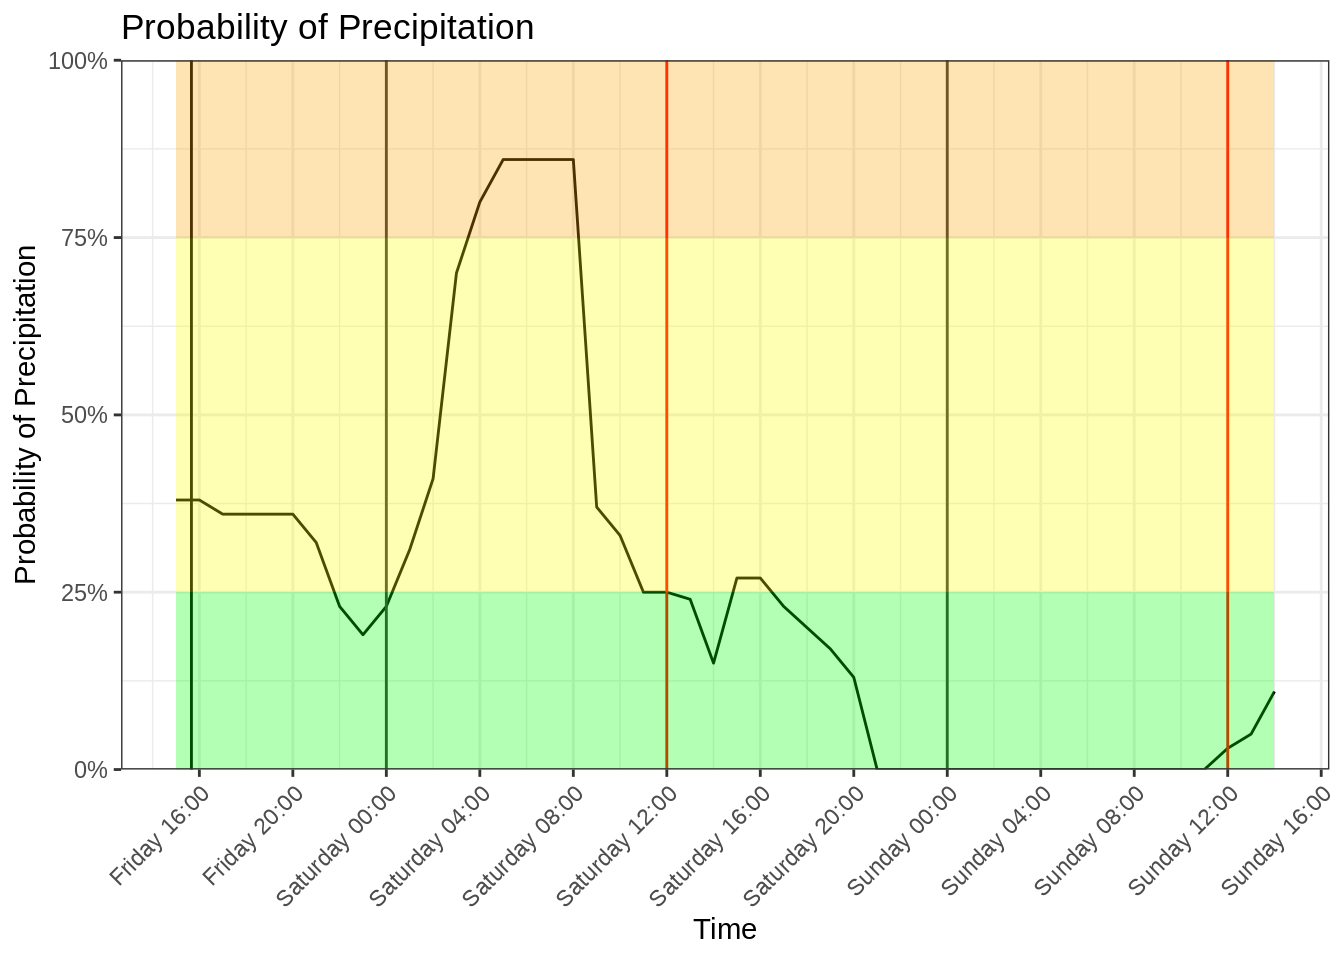 Probability of Precipitation
Probability of Precipitation
100%
75%
50%
25%
0%
Friday 16:00
Friday 20:00
Saturday 00:00
Saturday 04:00
Saturday 08:00
Saturday 12:00
Saturday 16:00
Saturday 20:00
Sunday 00:00
Sunday 04:00
Sunday 08:00
Sunday 12:00
Sunday 16:00
Time